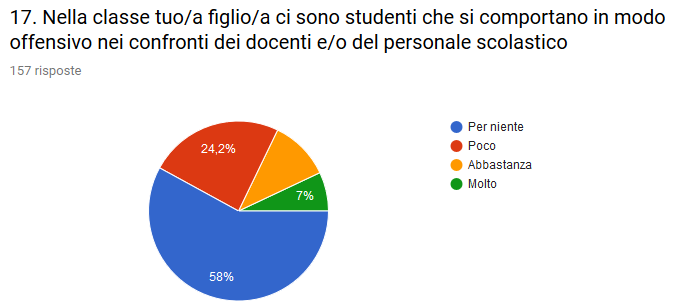 17. Nella classe tuo/a figlio/a ci sono studenti che si comportano in modo
offensivo nei confronti dei docenti e/o del personale scolastico
157 risposte
Per niente
Poco
Abbastanza
Molto
24,2%
7%
58%